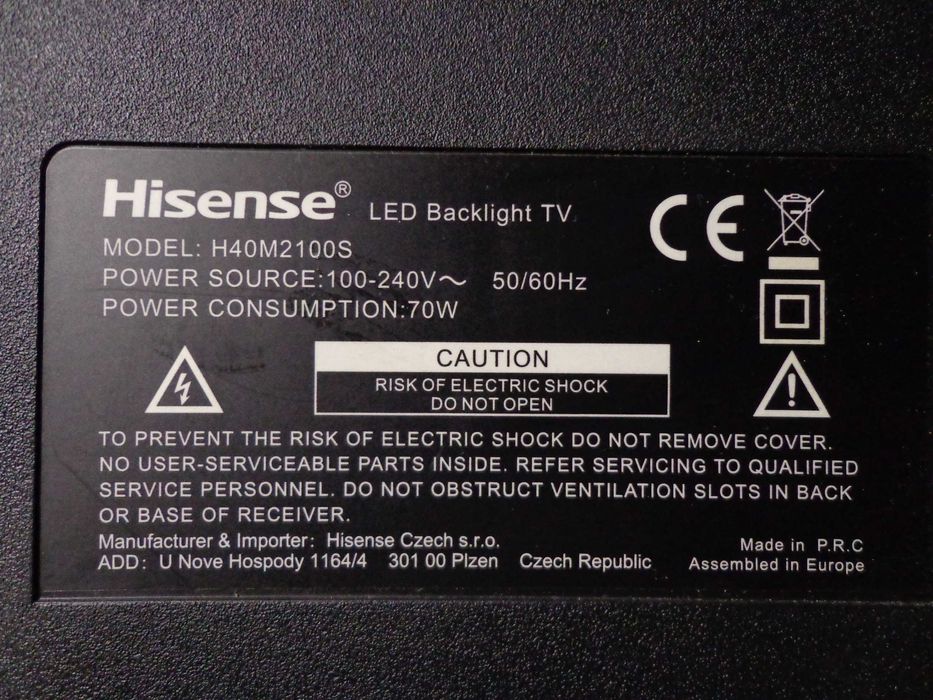 Hisense® LED Backlight TV
MODEL: H40M2100S
POWER SOURCE:100-240V～ 50/60Hz
POWER CONSUMPTION:70W
CE
CAUTION
RISK OF ELECTRIC SHOCK
DO NOT OPEN
TO PREVENT THE RISK OF ELECTRIC SHOCK DO NOT REMOVE COVER.
NO USER-SERVICEABLE PARTS INSIDE. REFER SERVICING TO QUALIFIED
SERVICE PERSONNEL. DO NOT OBSTRUCT VENTILATION SLOTS IN BACK
OR BASE OF RECEIVER.
Manufacturer & Importer: Hisense Czech s.r.o.
ADD: U Nove Hospody 1164/4 301 00 Plzen Czech Republic
Made in P.R.C
Assembled in Europe